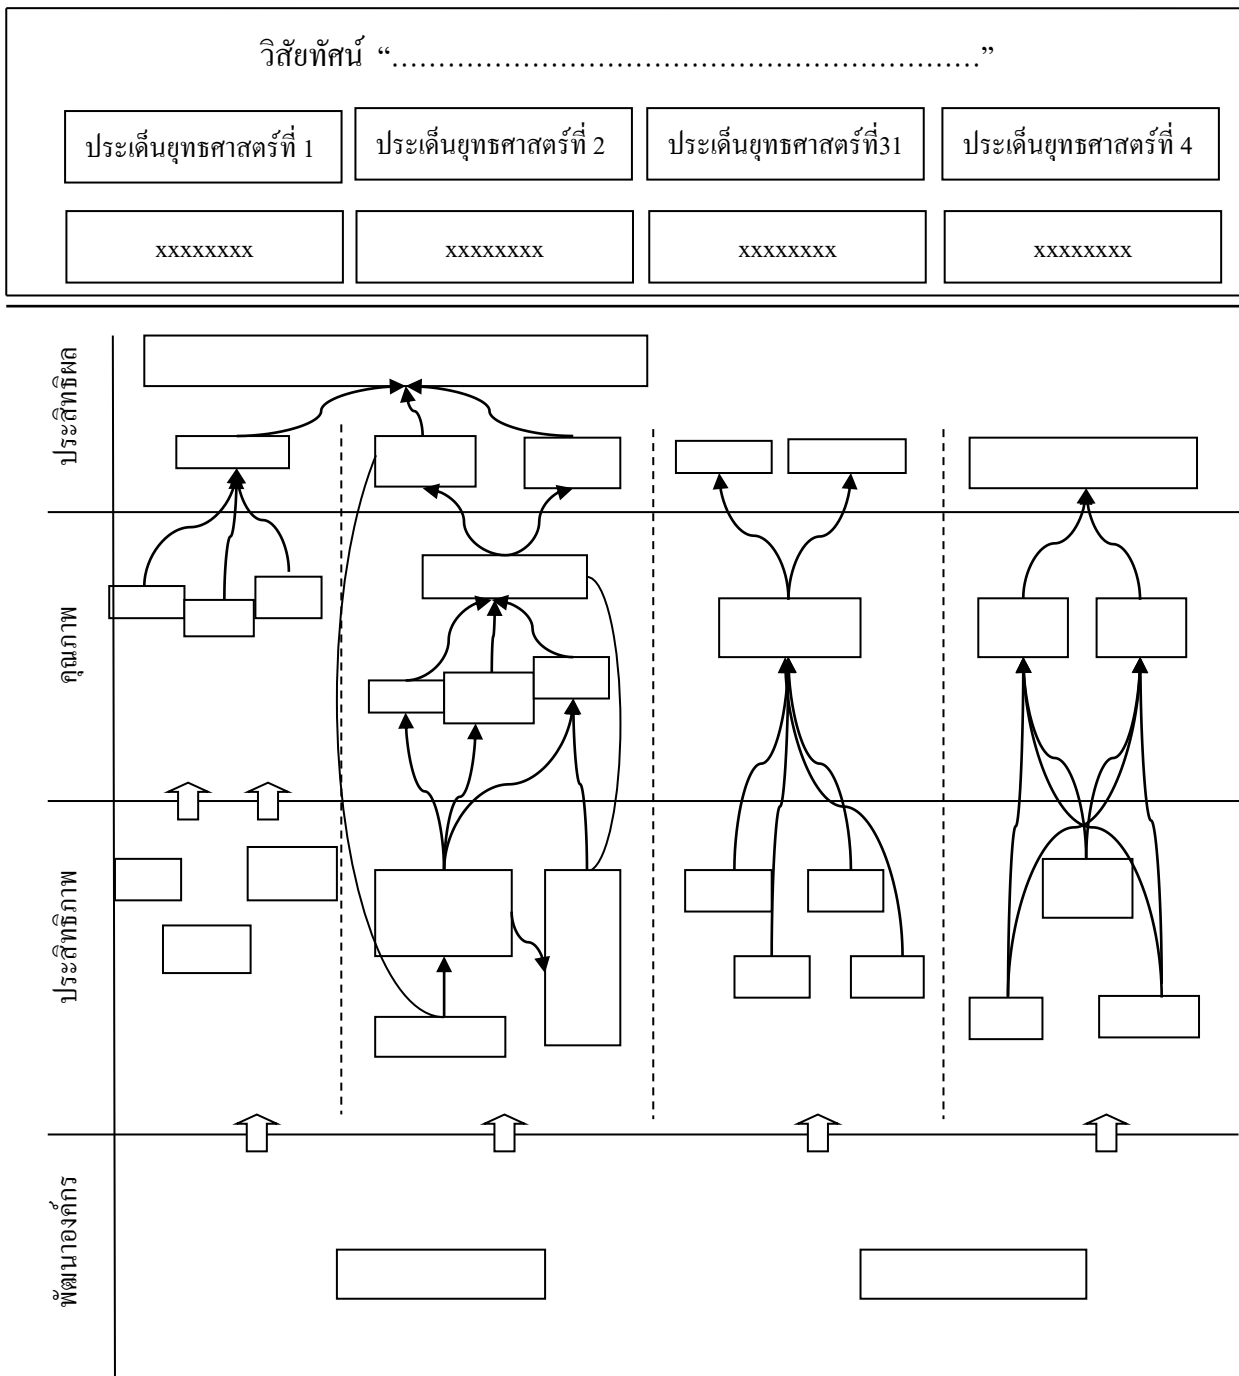 วิสัยทัศน์ “...............................................................”
ประเด็นยุทธศาสตร์ที่ 1
ประเด็นยุทธศาสตร์ที่ 2
ประเด็นยุทธศาสตร์ที่31
ประเด็นยุทธศาสตร์ที่ 4
xxxxxxxx
xxxxxxxx
xxxxxxxx
xxxxxxxx
ประสิทธิผล
คุณภาพ
ประสิทธิภาพ
พัฒนาองค์กร